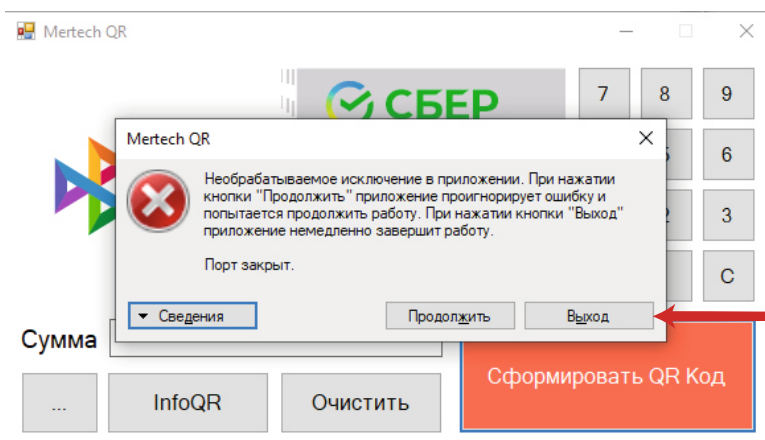 Mertech QR
СБЕР
7 8 9
Mertech QR
6
Необрабатываемое исключение в приложении. При нажатии
кнопки "Продолжить" приложение проигнорирует ошибку и
попытается продолжить работу. При нажатии кнопки "Выход"
приложение немедленно завершит работу.
3
Порт закрыт.
C
Сведения Продолжить Выход
Сумма
Сформировать QR Код
... InfoQR Очистить